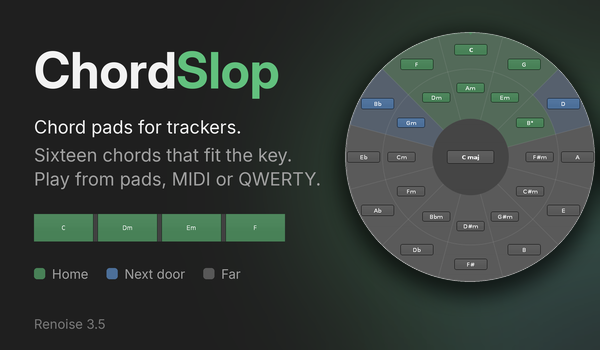 ChordSlop
Chord pads for trackers.
Sixteen chords that fit the key.
Play from pads, MIDI or QWERTY.
C Dm Em F
Home Next door Far
Renoise 3.5
C
F G
Am
Dm Em
Bb D
Gm B°
Eb Cm C maj F#m A
Fm C#m
Ab E
Bbm G#m
D#m
Db B
F#